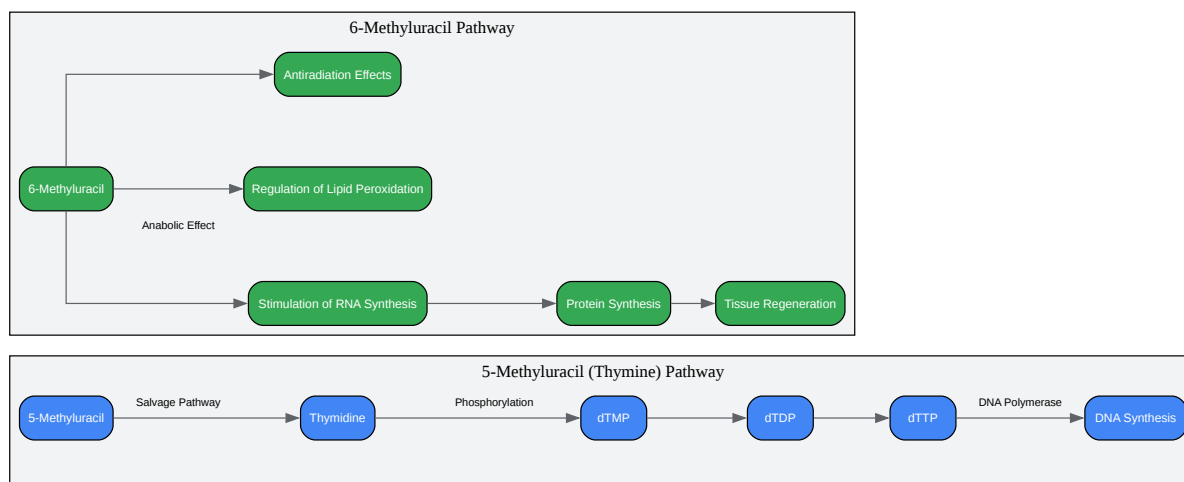 6-Methyluracil Pathway
Antiradiation Effects
6-Methyluracil
Regulation of Lipid Peroxidation
Anabolic Effect
Stimulation of RNA Synthesis
Protein Synthesis
Tissue Regeneration
5-Methyluracil (Thymine) Pathway
5-Methyluracil
Salvage Pathway
Thymidine
Phosphorylation
dTMP
dTDP
dTTP
DNA Polymerase
DNA Synthesis